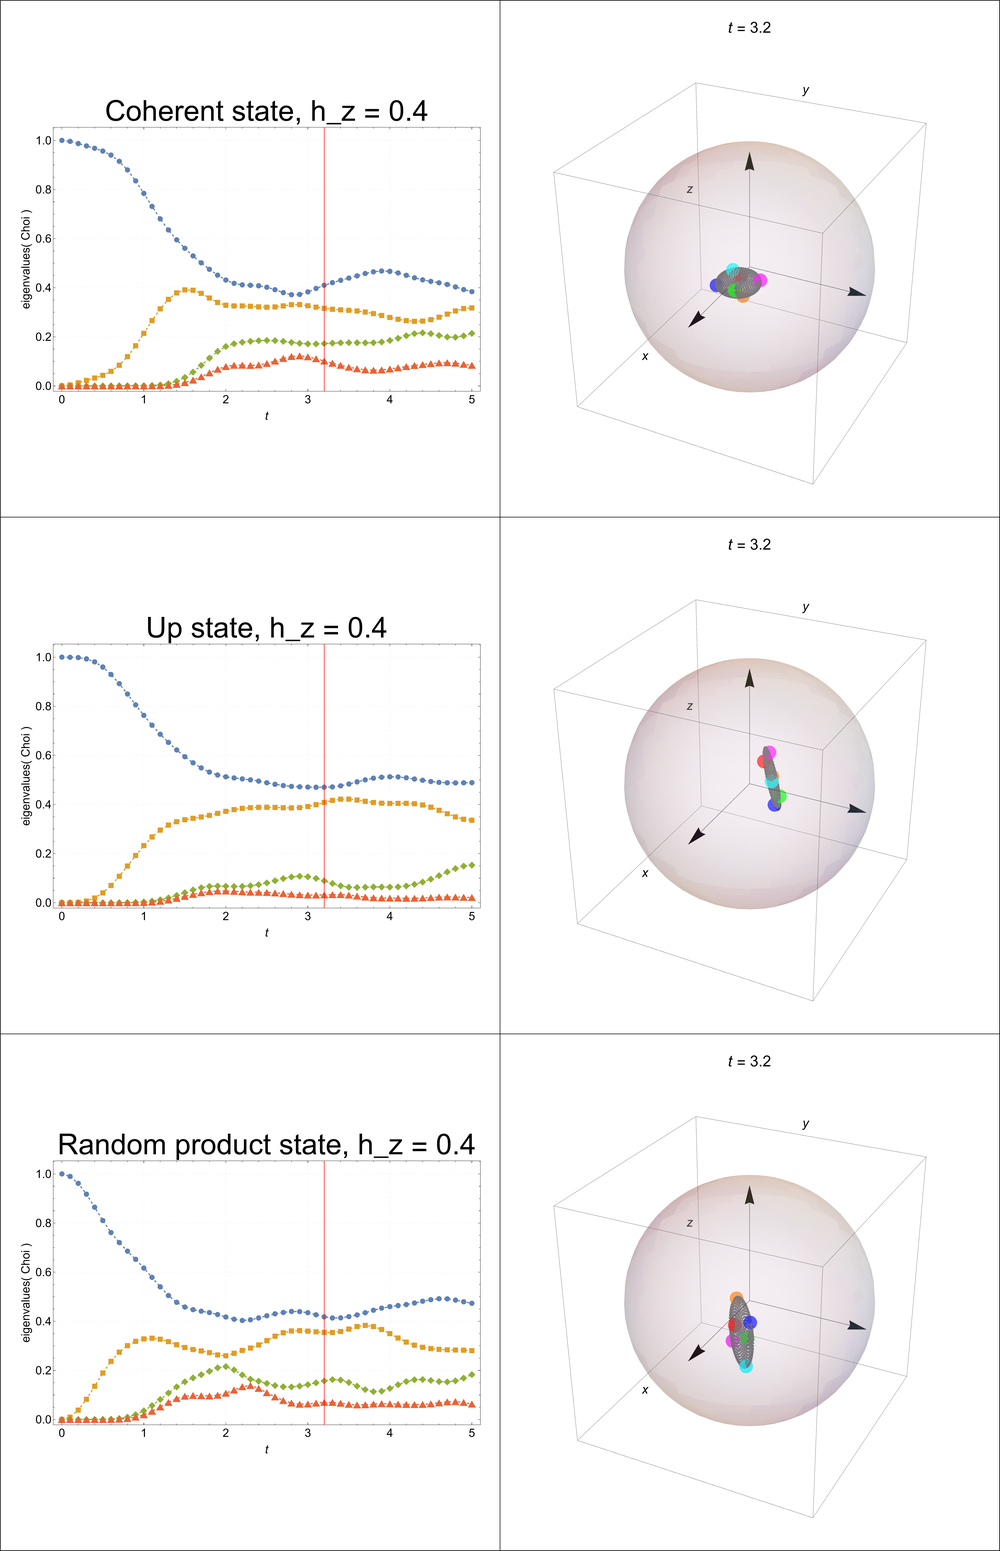 Coherent state, h_z = 0.4
eigenvalues( Choi )
1.0
0.8
0.6
0.4
0.2
0.0
0 1 2 3 4 5
t
t = 3.2
y
z
x
Up state, h_z = 0.4
eigenvalues( Choi )
1.0
0.8
0.6
0.4
0.2
0.0
0 1 2 3 4 5
t
t = 3.2
y
z
x
Random product state, h_z = 0.4
eigenvalues( Choi )
1.0
0.8
0.6
0.4
0.2
0.0
0 1 2 3 4 5
t
t = 3.2
y
z
x